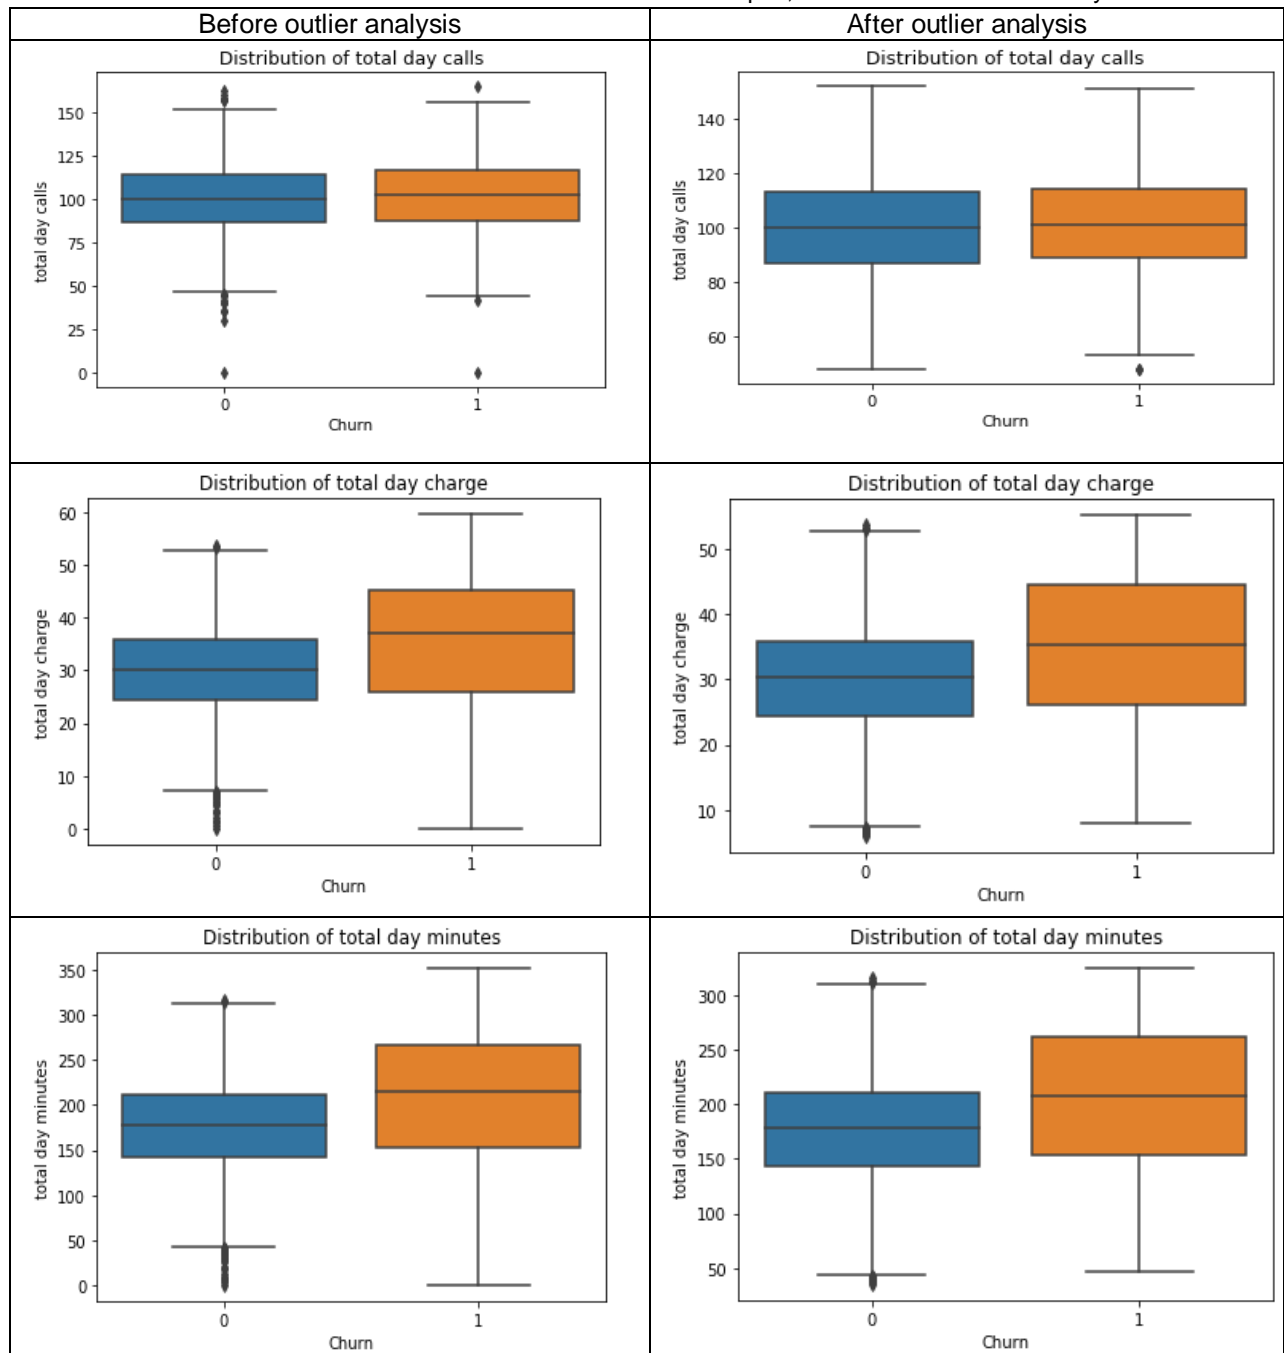 Before outlier analysis
After outlier analysis
Distribution of total day calls
total day calls
150
125
100
75
50
25
0
0 1
Churn
Distribution of total day calls
total day calls
140
120
100
80
60
0 1
Churn
Distribution of total day charge
total day charge
60
50
40
30
20
10
0
0 1
Churn
Distribution of total day charge
total day charge
50
40
30
20
10
0 1
Churn
Distribution of total day minutes
total day minutes
350
300
250
200
150
100
50
0
0 1
Churn
Distribution of total day minutes
total day minutes
300
250
200
150
100
50
0 1
Churn